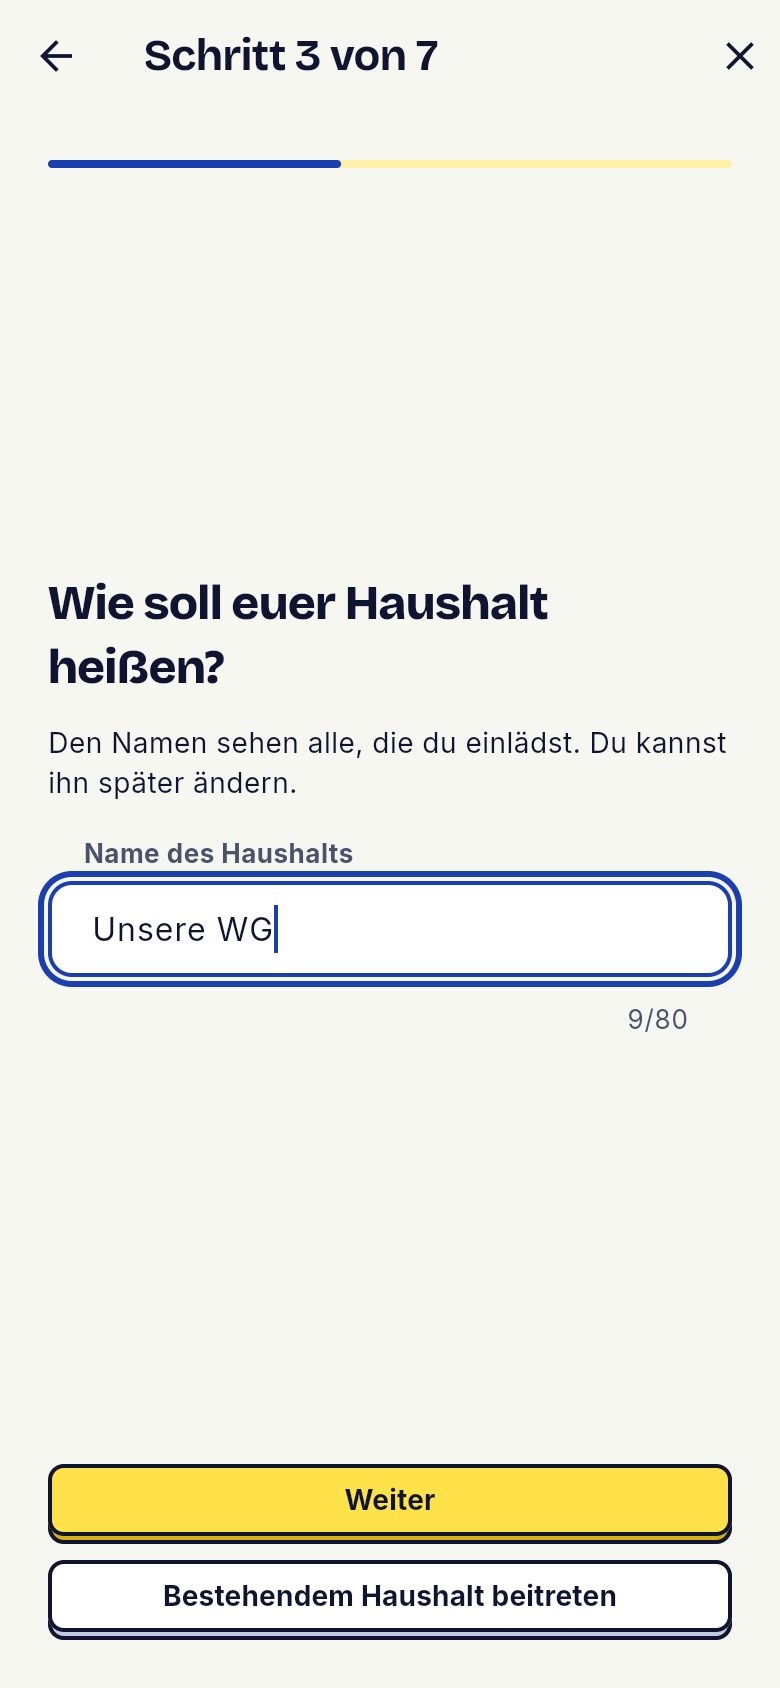 Schritt 3 von 7
Wie soll euer Haushalt
heißen?
Den Namen sehen alle, die du einlädst. Du kannst
ihn später ändern.
Name des Haushalts
Unsere WG
9/80
Weiter
Bestehendem Haushalt beitreten